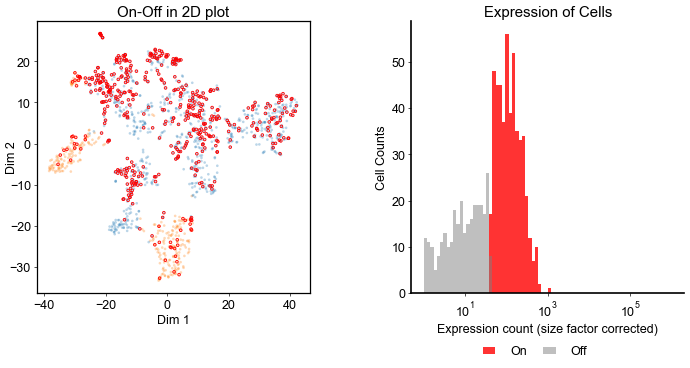 On-Off in 2D plot
Dim 2
20
10
0
−10
−20
−30
−40
−20
0
20
40
Dim 1
Expression of Cells
Cell Counts
50
40
30
20
10
0
10^1
10^3
10^5
Expression count (size factor corrected)
On
Off